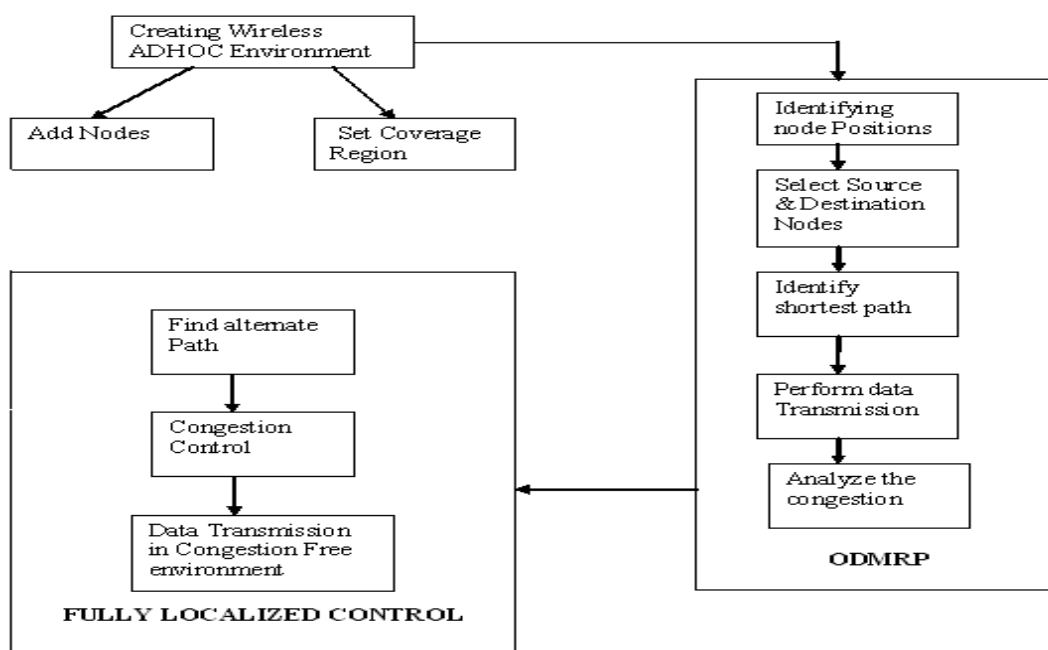 Creating Wireless
ADHOC Environment
Add Nodes
Set Coverage
Region
Identifying
node Positions
Select Source
& Destination
Nodes
Identify
shortest path
Perform data
Transmission
Analyze the
congestion
ODMRP
Find alternate
Path
Congestion
Control
Data Transmission
in Congestion Free
environment
FULLY LOCALIZED CONTROL